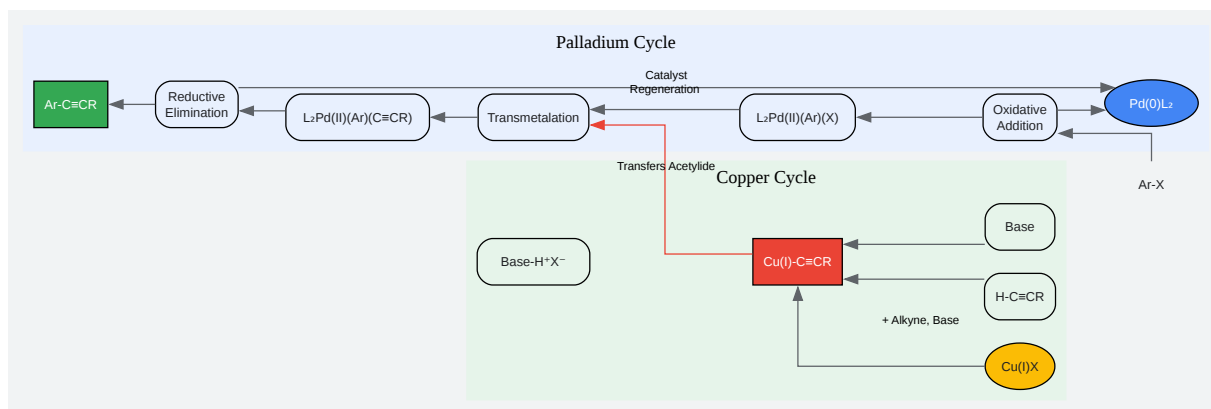 Palladium Cycle
Catalyst
Regeneration
Ar-C≡CR
Reductive
Elimination
L₂Pd(II)(Ar)(C≡CR)
Transmetalation
L₂Pd(II)(Ar)(X)
Oxidative
Addition
Pd(0)L₂
Transfers Acetylide
Copper Cycle
Ar-X
Base
Base-H⁺X⁻
Cu(I)-C≡CR
H-C≡CR
+ Alkyne, Base
Cu(I)X